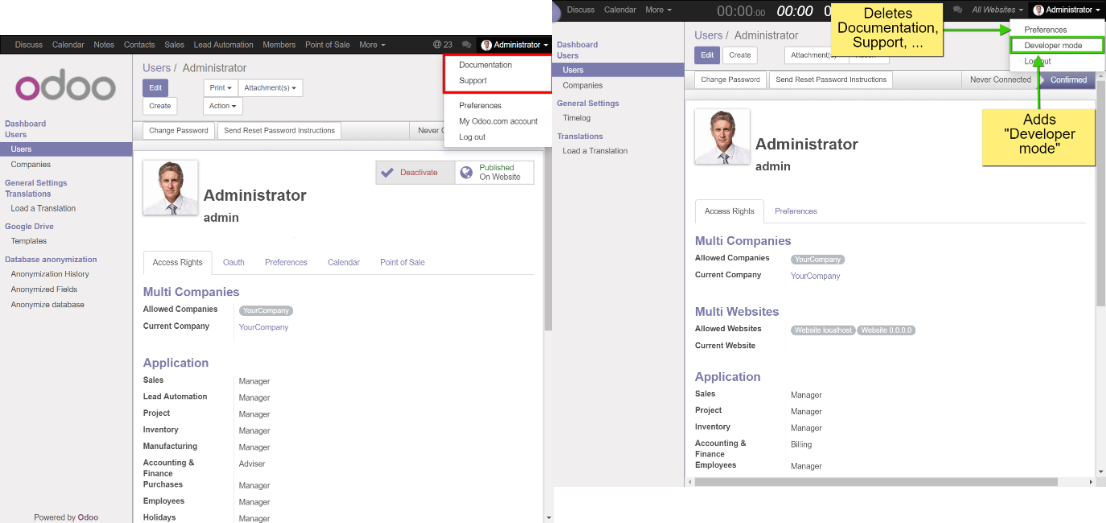 Discuss Calendar Notes Contacts Sales Lead Automation Members Point of Sale More @ 23 Administrator
odoo
Dashboard
Users
Users
Companies
General Settings
Translations
Load a Translation
Google Drive
Templates
Database anonymization
Anonymization History
Anonymized Fields
Anonymize database
Powered by Odoo
Users / Administrator
Edit Print Attachment(s)
Create Action
Documentation
Support
Preferences
My Odoo.com account
Log out
Change Password Send Reset Password Instructions Never C
Administrator
admin
Deactivate
Published
On Website
Access Rights Oauth Preferences Calendar Point of Sale
Multi Companies
Allowed Companies YourCompany
Current Company YourCompany
Application
Sales Manager
Lead Automation Manager
Project Manager
Inventory Manager
Manufacturing Manager
Accounting & Adviser
Finance
Purchases Manager
Employees Manager
Holidays Manager
Discuss Calendar More 00:00:00 00:00 0 All Websites Administrator
Deletes
Documentation,
Support, ...
Preferences
Developer mode
Log out
Adds
"Developer
mode"
Dashboard
Users
Users
Companies
General Settings
Timelog
Translations
Load a Translation
Users / Administrator
Edit Create Attachment(s)
Change Password Send Reset Password Instructions Never Connected Confirmed
Administrator
admin
Access Rights Preferences
Multi Companies
Allowed Companies YourCompany
Current Company YourCompany
Multi Websites
Allowed Websites Website localhost Website 0.0.0.0
Current Website
Application
Sales Manager
Project Manager
Inventory Manager
Accounting & Billing
Finance
Employees Manager